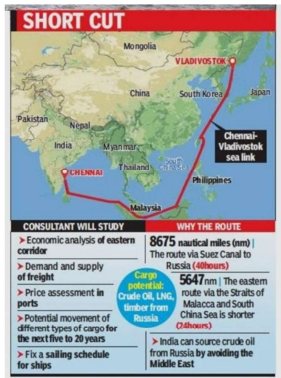 SHORT CUT
Mongolia
VLADIVOSTOK
China
South Korea
Japan
Pakistan
Nepal
India
Myanmar
Chennai-
Vladivostok
sea link
CHENNAI
Thailand
South
Philippines
Malaysia
CONSULTANT WILL STUDY
➤ Economic analysis of eastern
corridor
➤ Demand and supply
of freight
➤ Price assessment in
ports
➤ Potential movement of
different types of cargo for
the next five to 20 years
➤ Fix a sailing schedule
for ships
Cargo
potential:
Crude Oil, LNG,
timber from
Russia
WHY THE ROUTE
8675 nautical miles (nm) |
The route via Suez Canal to
Russia (40hours)
5647 nm | The eastern
route via the Straits of
Malacca and South
China Sea is shorter
(24hours)
➤ India can source crude oil
from Russia by avoiding the
Middle East